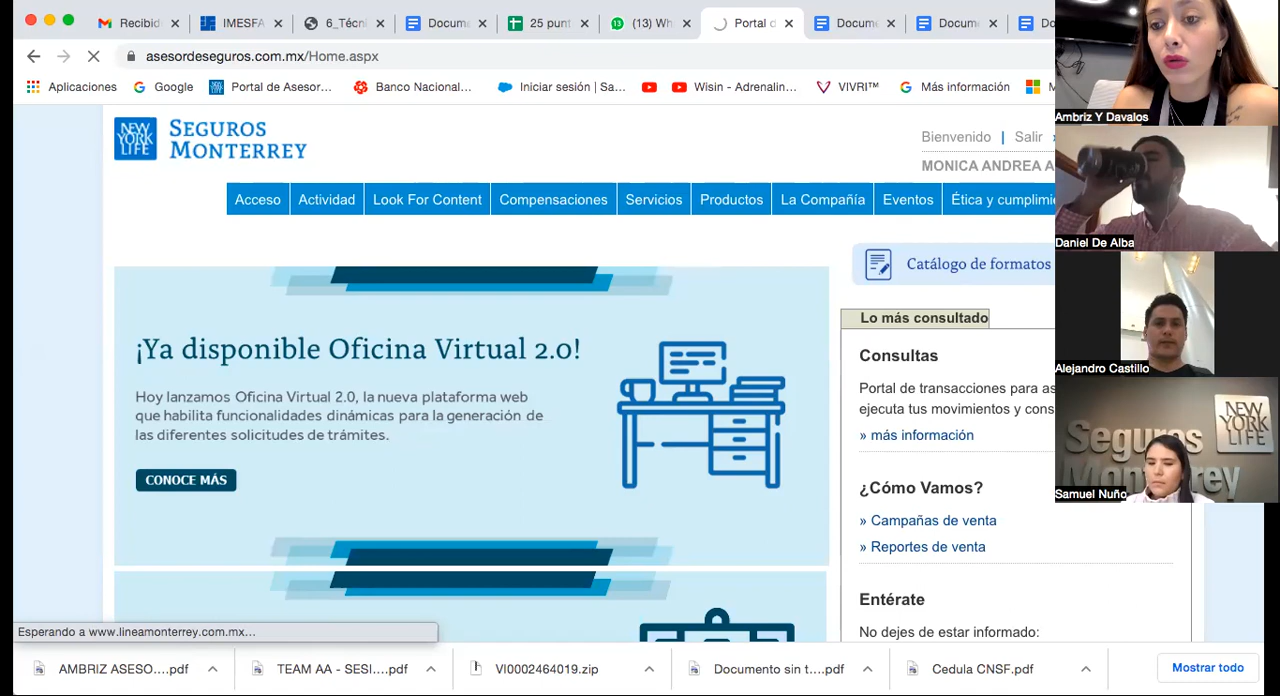 Recibid
IMESFA
6_Técni
Docum
25 punt
(13) Wh
Portal d
Docum
Docum
Do
asesordeseguros.com.mx/Home.aspx
Aplicaciones
Google
Portal de Asesor...
Banco Nacional...
Iniciar sesión | Sa...
Wisin - Adrenalin...
VIVRI™
Más información
NEW YORK LIFE
SEGUROS
MONTERREY
Bienvenido | Salir
MONICA ANDREA A
Acceso
Actividad
Look For Content
Compensaciones
Servicios
Productos
La Compañía
Eventos
Ética y cumplimie
Catálogo de formatos
¡Ya disponible Oficina Virtual 2.0!
Hoy lanzamos Oficina Virtual 2.0, la nueva plataforma web
que habilita funcionalidades dinámicas para la generación de
las diferentes solicitudes de trámites.
CONOCE MÁS
Lo más consultado
Consultas
Portal de transacciones para as
ejecuta tus movimientos y cons
» más información
¿Cómo Vamos?
» Campañas de venta
» Reportes de venta
Entérate
No dejes de estar informado:
Ambriz Y Davalos
Daniel De Alba
Alejandro Castillo
NEW YORK LIFE
Seguros
Monterrey
Samuel Nuño
Esperando a www.lineamonterrey.com.mx...
AMBRIZ ASESO....pdf
TEAM AA - SESI....pdf
VI0002464019.zip
Documento sin t....pdf
Cedula CNSF.pdf
Mostrar todo